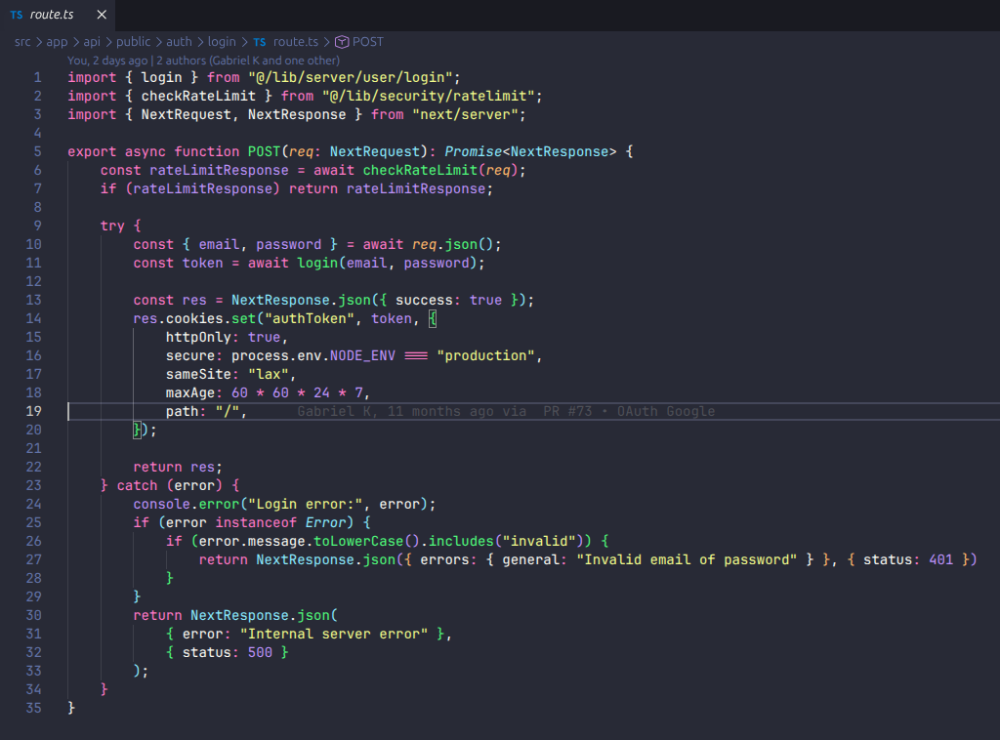 TS route.ts ×
src > app > api > public > auth > login > TS route.ts > POST
You, 2 days ago | 2 authors (Gabriel K and one other)
1 import { login } from "@/lib/server/user/login";
2 import { checkRateLimit } from "@/lib/security/ratelimit";
3 import { NextRequest, NextResponse } from "next/server";
4
5 export async function POST(req: NextRequest): Promise<NextResponse> {
6     const rateLimitResponse = await checkRateLimit(req);
7     if (rateLimitResponse) return rateLimitResponse;
8
9     try {
10         const { email, password } = await req.json();
11         const token = await login(email, password);
12
13         const res = NextResponse.json({ success: true });
14         res.cookies.set("authToken", token, {
15             httpOnly: true,
16             secure: process.env.NODE_ENV === "production",
17             sameSite: "lax",
18             maxAge: 60 * 60 * 24 * 7,
19             path: "/",      Gabriel K, 11 months ago via  PR #73 • OAuth Google
20         });
21
22         return res;
23     } catch (error) {
24         console.error("Login error:", error);
25         if (error instanceof Error) {
26             if (error.message.toLowerCase().includes("invalid")) {
27                 return NextResponse.json({ errors: { general: "Invalid email of password" } }, { status: 401 })
28             }
29         }
30         return NextResponse.json(
31             { error: "Internal server error" },
32             { status: 500 }
33         );
34     }
35 }